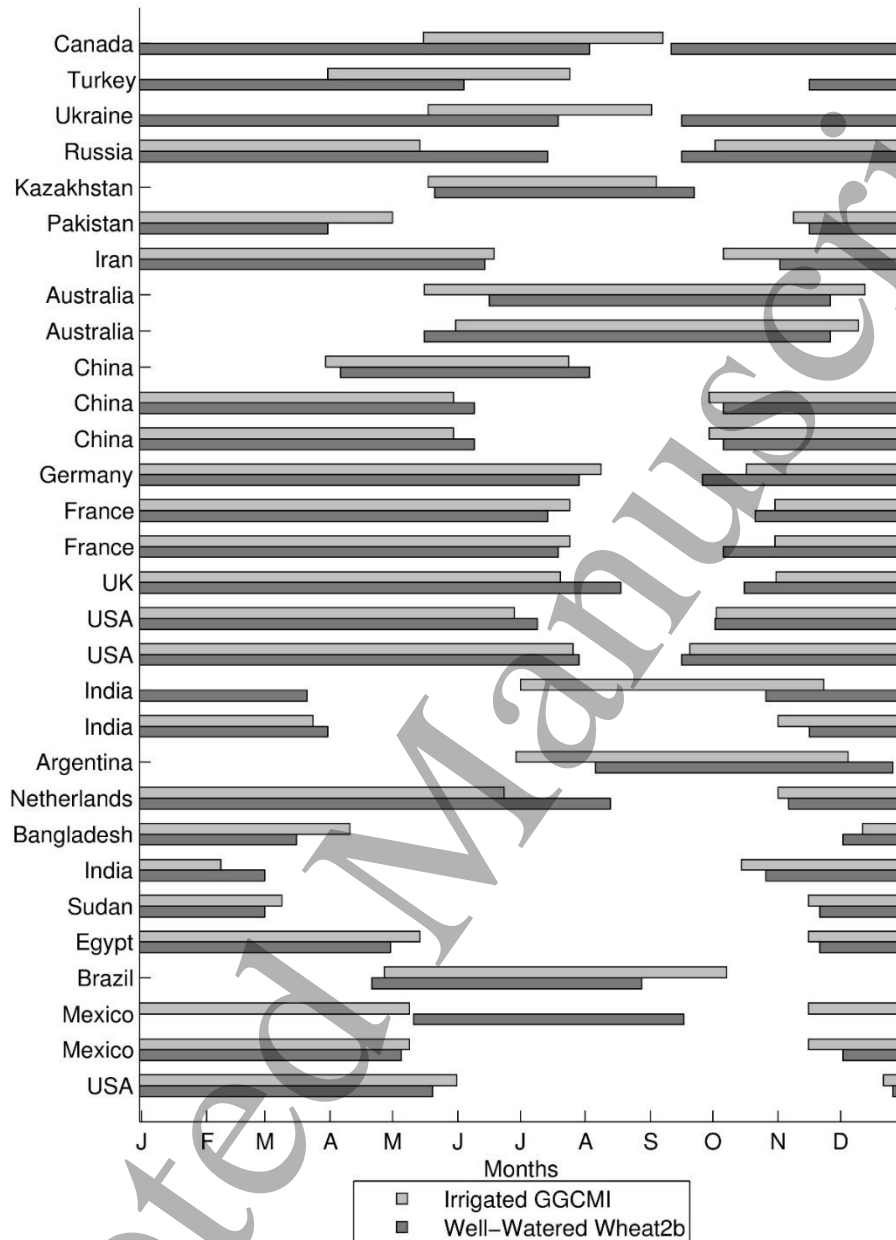 Canada
Turkey
Ukraine
Russia
Kazakhstan
Pakistan
Iran
Australia
Australia
China
China
China
Germany
France
France
UK
USA
USA
India
India
Argentina
Netherlands
Bangladesh
India
Sudan
Egypt
Brazil
Mexico
Mexico
USA
J F M A M J J A S O N D
Months
Irrigated GGCMI
Well-Watered Wheat2b